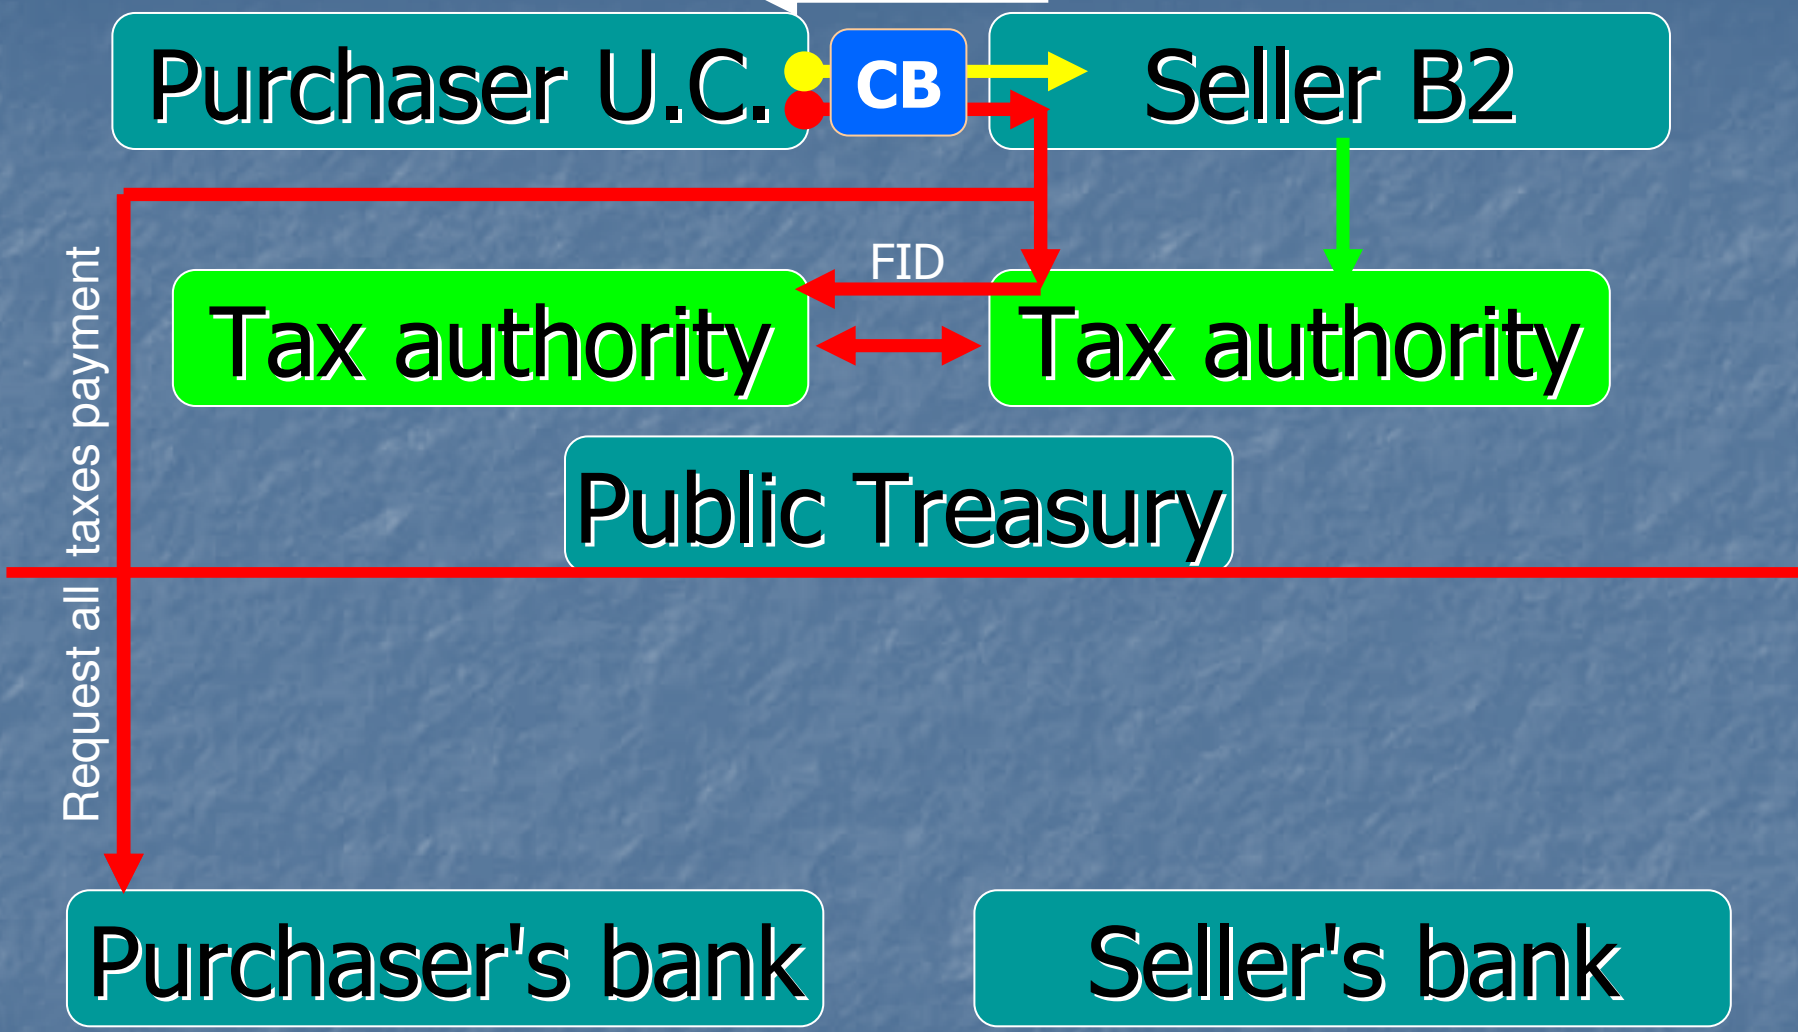 Purchaser U.C.
CB
Seller B2
FID
Tax authority
Tax authority
Request all taxes payment
Public Treasury
Purchaser's bank
Seller's bank